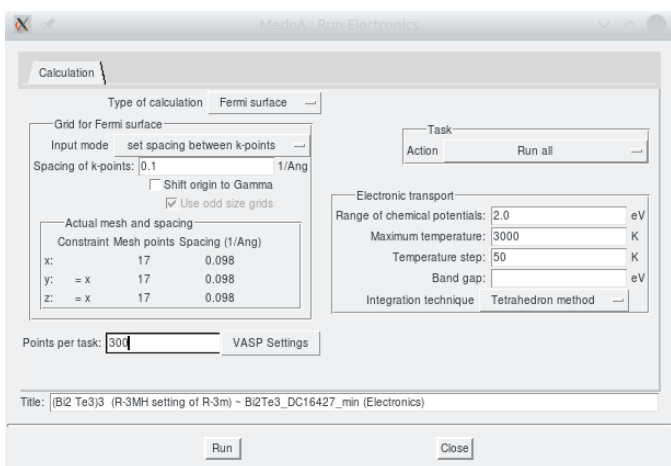 MedeA : Run Electronics
Calculation
Type of calculation Fermi surface
Grid for Fermi surface
Input mode set spacing between k-points
Spacing of k-points: 0.1 1/Ang
Shift origin to Gamma
Use odd size grids
Actual mesh and spacing
Constraint Mesh points Spacing (1/Ang)
x: 17 0.098
y: = x 17 0.098
z: = x 17 0.098
Task
Action Run all
Electronic transport
Range of chemical potentials: 2.0 eV
Maximum temperature: 3000 K
Temperature step: 50 K
Band gap: eV
Integration technique Tetrahedron method
Points per task: 300 VASP Settings
Title: (Bi2 Te3)3 (R-3MH setting of R-3m) ~ Bi2Te3_DC16427_min (Electronics)
Run Close